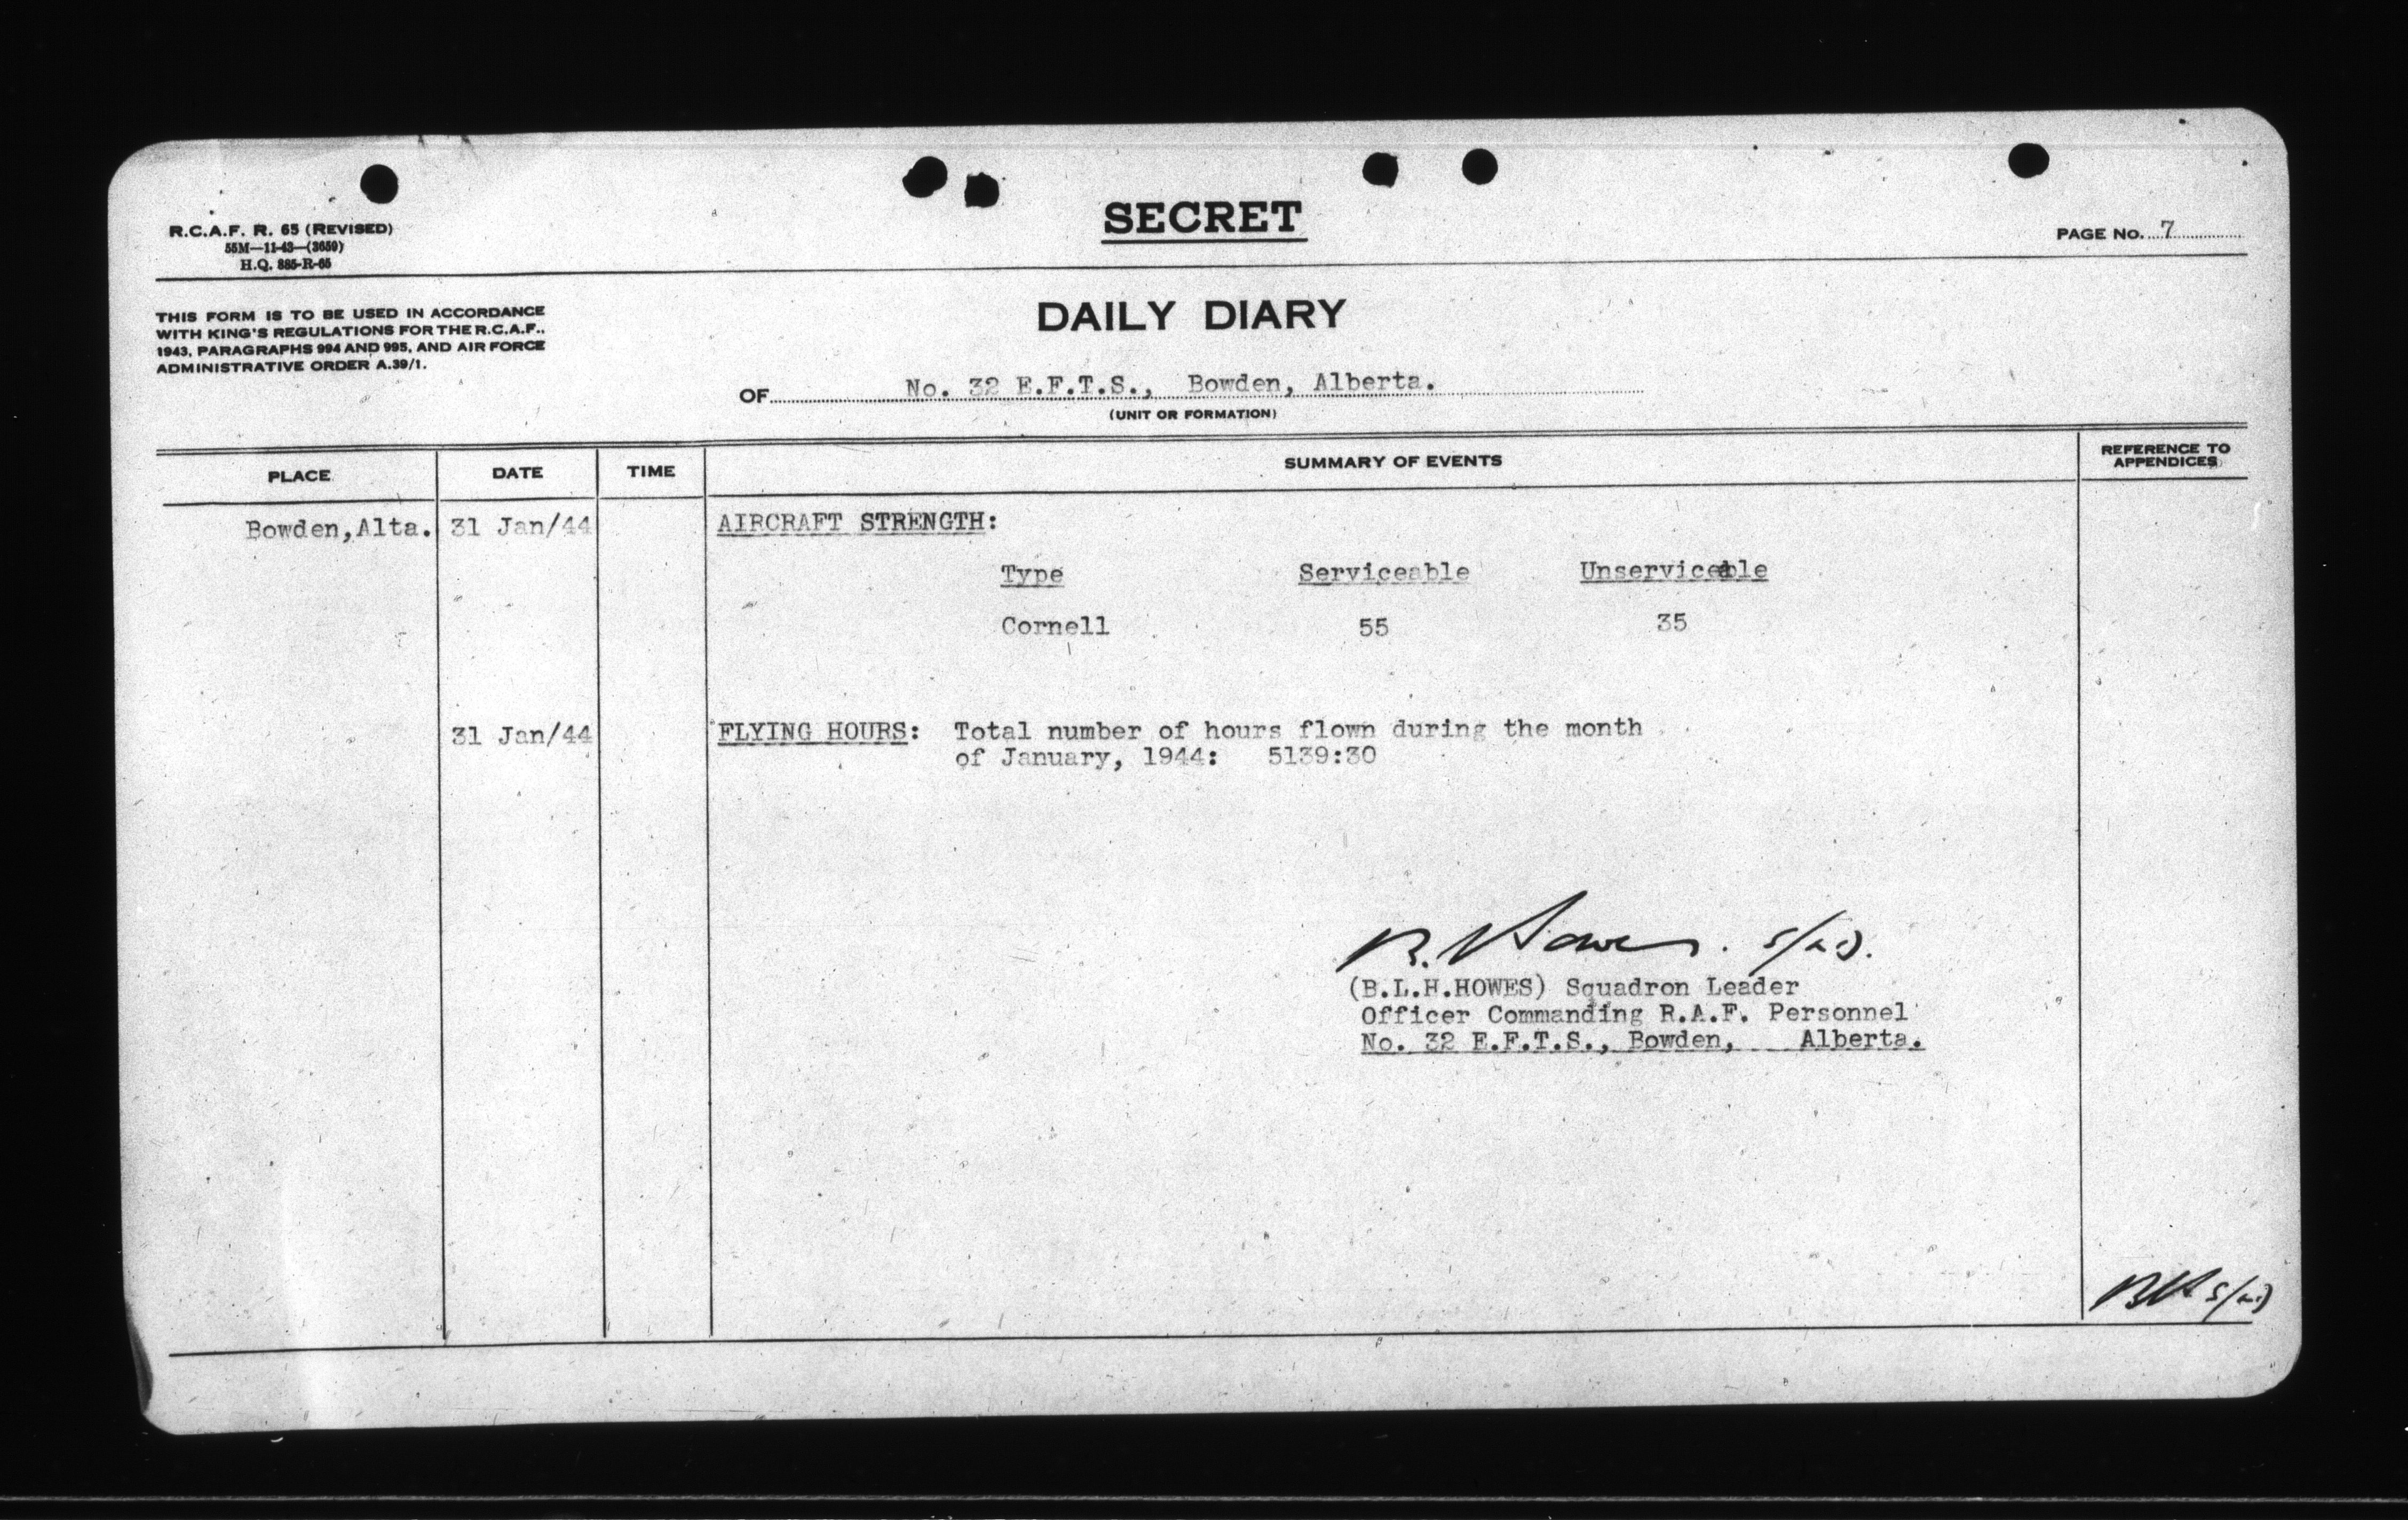 R.C.A.F. R. 65 (REVISED)
55M—11-43—(3659)
H.Q. 885-R-65
SECRET
PAGE No. 7
THIS FORM IS TO BE USED IN ACCORDANCE
WITH KING'S REGULATIONS FOR THE R.C.A.F.,
1943, PARAGRAPHS 994 AND 995, AND AIR FORCE
ADMINISTRATIVE ORDER A.39/1.
DAILY DIARY
OF No. 32 E.F.T.S., Bowden, Alberta.
(UNIT OR FORMATION)
PLACE DATE TIME SUMMARY OF EVENTS REFERENCE TO
APPENDICES
Bowden,Alta. 31 Jan/44 AIRCRAFT STRENGTH:
Type Serviceable Unserviceable
Cornell 55 35
31 Jan/44 FLYING HOURS: Total number of hours flown during the month
of January, 1944: 5139:30
B. Howes. S/Ldr.
(B.L.H.HOWES) Squadron Leader
Officer Commanding R.A.F. Personnel
No. 32 E.F.T.S., Bowden, Alberta.